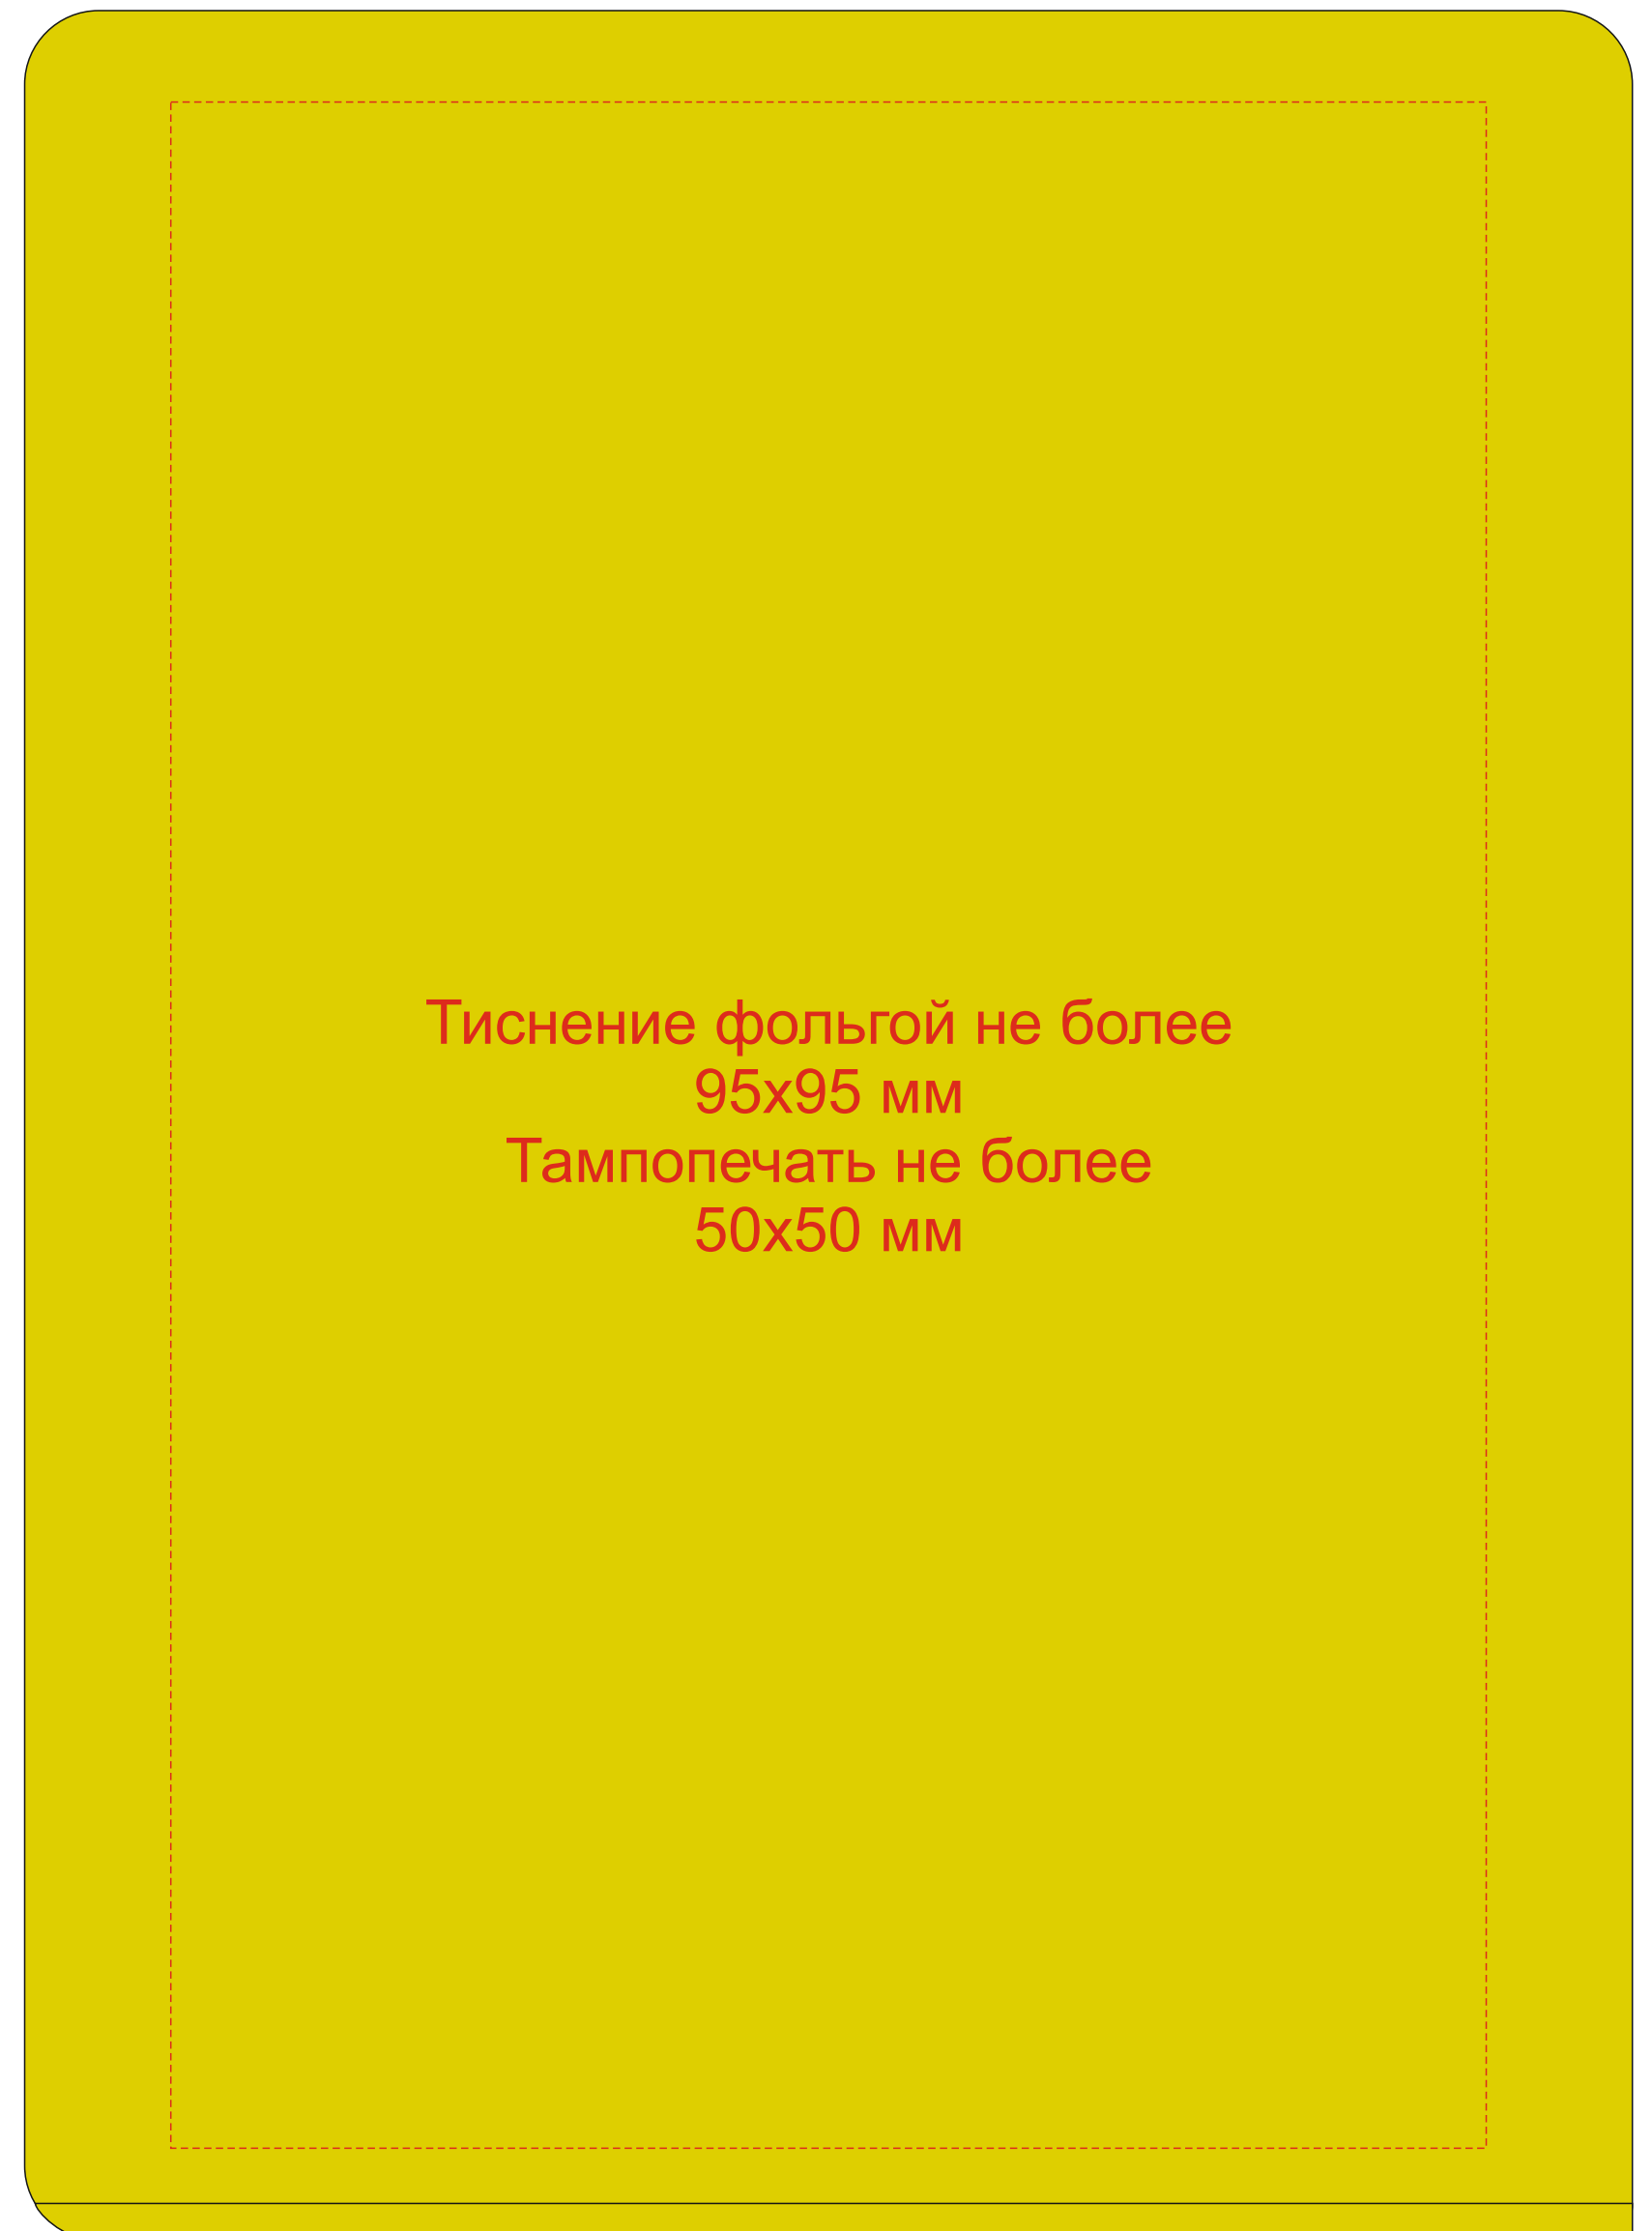 Тиснение фольгой не более
95х95 мм
Тампопечать не более
50х50 мм